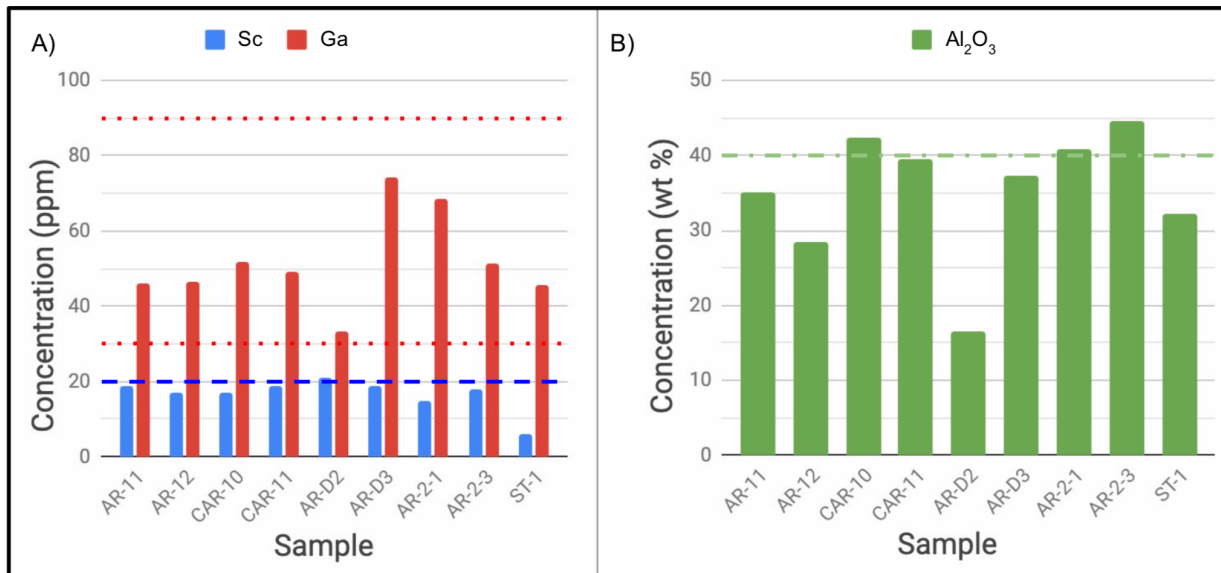 A)
Sc Ga
Concentration (ppm)
100
80
60
40
20
0
AR-11 AR-12 CAR-10 CAR-11 AR-D2 AR-D3 AR-2-1 AR-2-3 ST-1
Sample
B)
Al₂O₃
Concentration (wt %)
50
40
30
20
10
0
AR-11 AR-12 CAR-10 CAR-11 AR-D2 AR-D3 AR-2-1 AR-2-3 ST-1
Sample